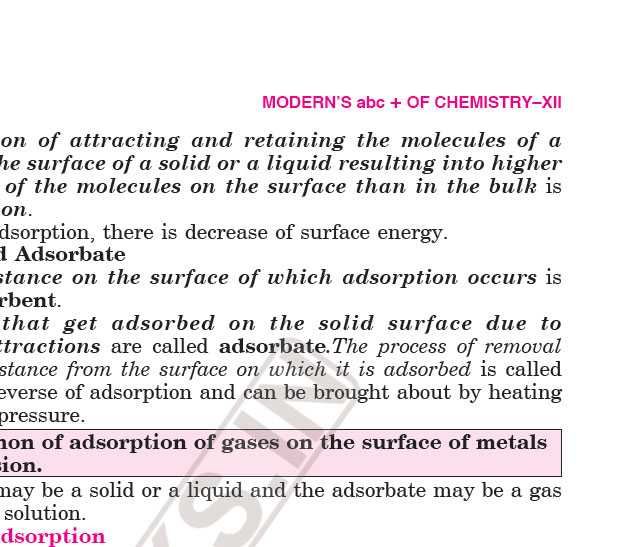 MODERN'S abc + OF CHEMISTRY–XII
on of attracting and retaining the molecules of a
he surface of a solid or a liquid resulting into higher
of the molecules on the surface than in the bulk is
on.
dsorption, there is decrease of surface energy.
d Adsorbate
stance on the surface of which adsorption occurs is
rbent.
that get adsorbed on the solid surface due to
ttractions are called adsorbate.The process of removal
stance from the surface on which it is adsorbed is called
everse of adsorption and can be brought about by heating
pressure.
non of adsorption of gases on the surface of metals
sion.
may be a solid or a liquid and the adsorbate may be a gas
solution.
dsorption
KS.IN